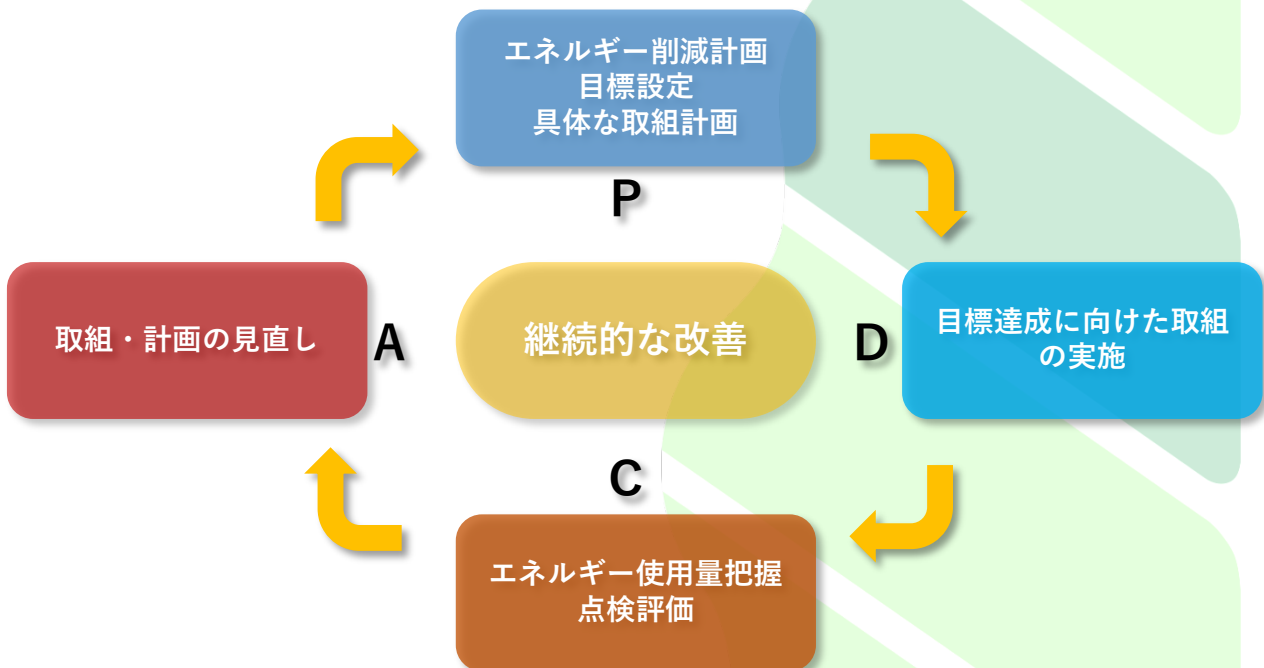 エネルギー削減計画
目標設定
具体な取組計画
P
取組・計画の見直し
A
継続的な改善
D
目標達成に向けた取組
の実施
C
エネルギー使用量把握
点検評価